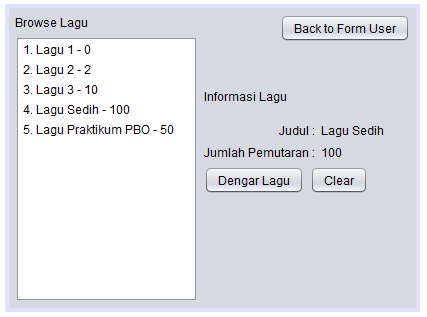 Browse Lagu
Back to Form User
1. Lagu 1 - 0
2. Lagu 2 - 2
3. Lagu 3 - 10
4. Lagu Sedih - 100
5. Lagu Praktikum PBO - 50
Informasi Lagu
Judul : Lagu Sedih
Jumlah Pemutaran : 100
Dengar Lagu
Clear